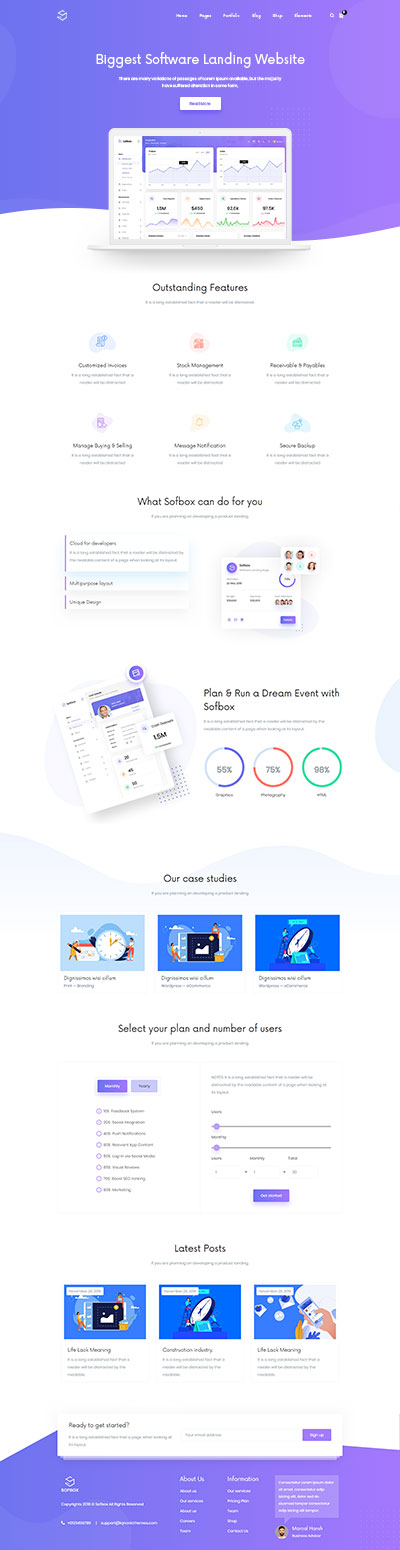 Home Pages Portfolio Blog Shop Elements
Biggest Software Landing Website
There are many variations of passages of Lorem Ipsum available, but the majority
have suffered alteration in some form.
Read More
Sofbox
1.5M
$450
Outstanding Features
It is a long established fact that a reader will be distracted
Customized Invoices
It is a long established fact that a
reader will be distracted
Stock Management
It is a long established fact that a
reader will be distracted
Receivable & Payables
It is a long established fact that a
reader will be distracted
Manage Buying & Selling
It is a long established fact that a
reader will be distracted
Message Notification
It is a long established fact that a
reader will be distracted
Secure Backup
It is a long established fact that a
reader will be distracted
What Sofbox can do for you
If you are planning on developing a product landing.
Cloud for developers
It is a long established fact that a reader will be distracted by
the readable content of a page when looking at its layout.
Multipurpose layout
Unique Design
Sofbox
Sofbox
1.5M
Plan & Run a Dream Event with
Sofbox
It is a long established fact that a reader will be distracted by the
readable content of a page when looking at its layout.
55% 75% 98%
Graphics Photography HTML
Our case studies
If you are planning on developing a product landing.
Dignissimos wisi cillum
Print – Branding
Dignissimos wisi cillum
Wordpress – eCommerce
Dignissimos wisi cillum
Wordpress – eCommerce
Select your plan and number of users
If you are planning on developing a product landing.
Monthly Yearly
Feedback System
Social Integration
Push Notifications
Relevant App Content
Log in via Social Media
Visual Reviews
Boost SEO ranking
Marketing
NOTES: It is a long established fact that a reader will be
distracted by the readable content of a page when looking at
its layout.
Users
Monthly
Users Monthly Total
Get started
Latest Posts
If you are planning on developing a product landing.
Life Lack Meaning
It is a long established fact that a
reader will be distracted by the
readable.
Construction industry.
It is a long established fact that a
reader will be distracted by the
readable.
Life Lack Meaning
It is a long established fact that a
reader will be distracted by the
readable.
Ready to get started?
It is a long established fact that a page when looking at
its layout.
Your email address
Sign up
SOFBOX
Copyrights 2018 © Sofbox All Rights Reserved.
About Us
About us
Our services
About us
Careers
Team
Information
Our services
Pricing Plan
Team
Shop
Contact Us
Marcal Hansh
Business Advisor